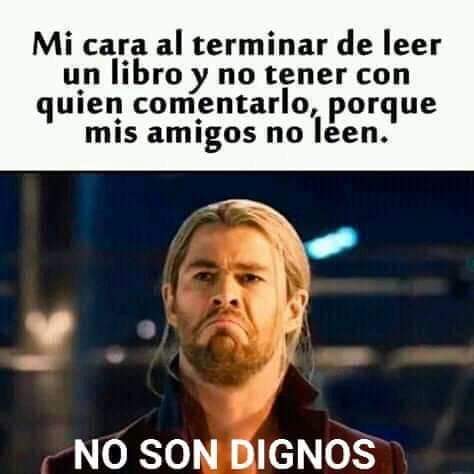 Mi cara al terminar de leer
un libro y no tener con
quien comentarlo, porque
mis amigos no leen.
NO SON DIGNOS